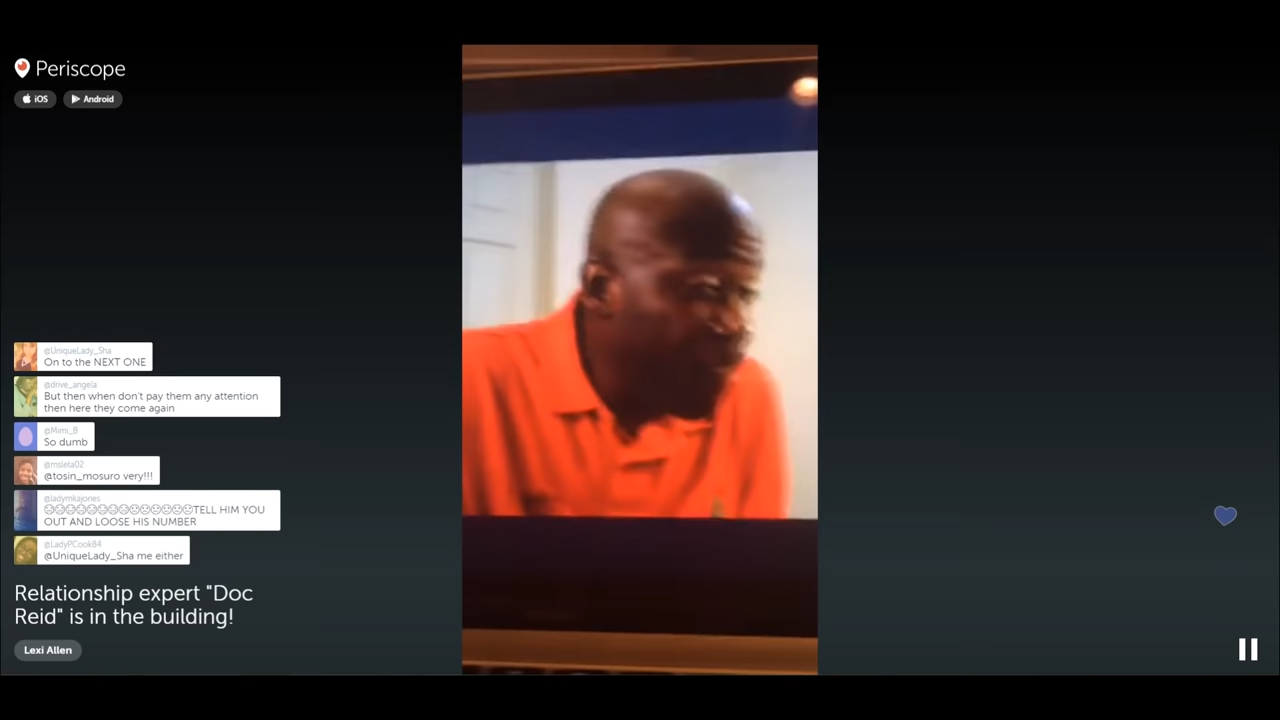 Periscope
iOS
Android
@UniqueLady_Sha
On to the NEXT ONE
@drive_angela
But then when don't pay them any attention
then here they come again
@Mimi_B
So dumb
@msleta02
@tosin_mosuro very!!!
@ladymkajones
TELL HIM YOU
OUT AND LOOSE HIS NUMBER
@LadyPCook84
@UniqueLady_Sha me either
Relationship expert "Doc
Reid" is in the building!
Lexi Allen